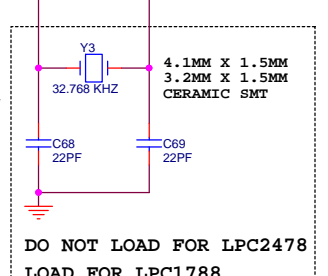 Y3
4.1MM X 1.5MM
3.2MM X 1.5MM
CERAMIC SMT
32.768 KHZ
C68
22PF
C69
22PF
DO NOT LOAD FOR LPC2478
LOAD FOR LPC1788